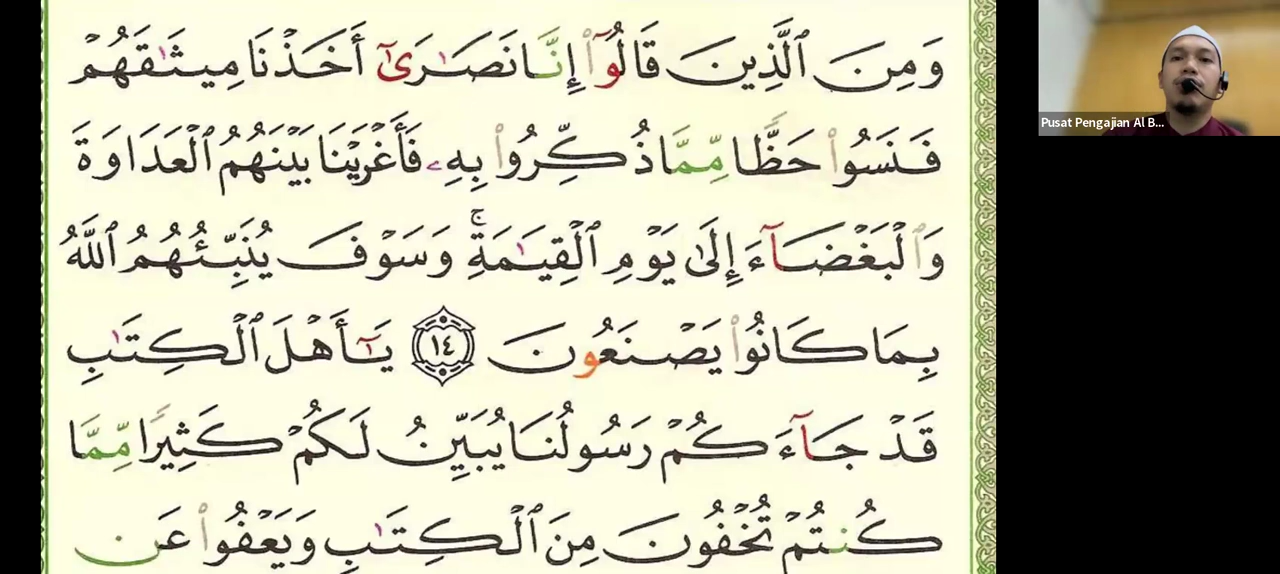 وَمِنَ ٱلَّذِينَ قَالُوٓا۟ إِنَّا نَصَـٰرَىٰٓ أَخَذْنَا مِيثَـٰقَهُمْ
فَنَسُوا۟ حَظًّا مِّمَّا ذُكِّرُوا۟ بِهِۦ فَأَغْرَيْنَا بَيْنَهُمُ ٱلْعَدَاوَةَ
وَٱلْبَغْضَآءَ إِلَىٰ يَوْمِ ٱلْقِيَـٰمَةِ ۚ وَسَوْفَ يُنَبِّئُهُمُ ٱللَّهُ
بِمَا كَانُوا۟ يَصْنَعُونَ ١٤ يَـٰٓأَهْلَ ٱلْكِتَـٰبِ
قَدْ جَآءَكُمْ رَسُولُنَا يُبَيِّنُ لَكُمْ كَثِيرًا مِّمَّا
كُنتُمْ تُخْفُونَ مِنَ ٱلْكِتَـٰبِ وَيَعْفُوا۟ عَن
Pusat Pengajian Al B...